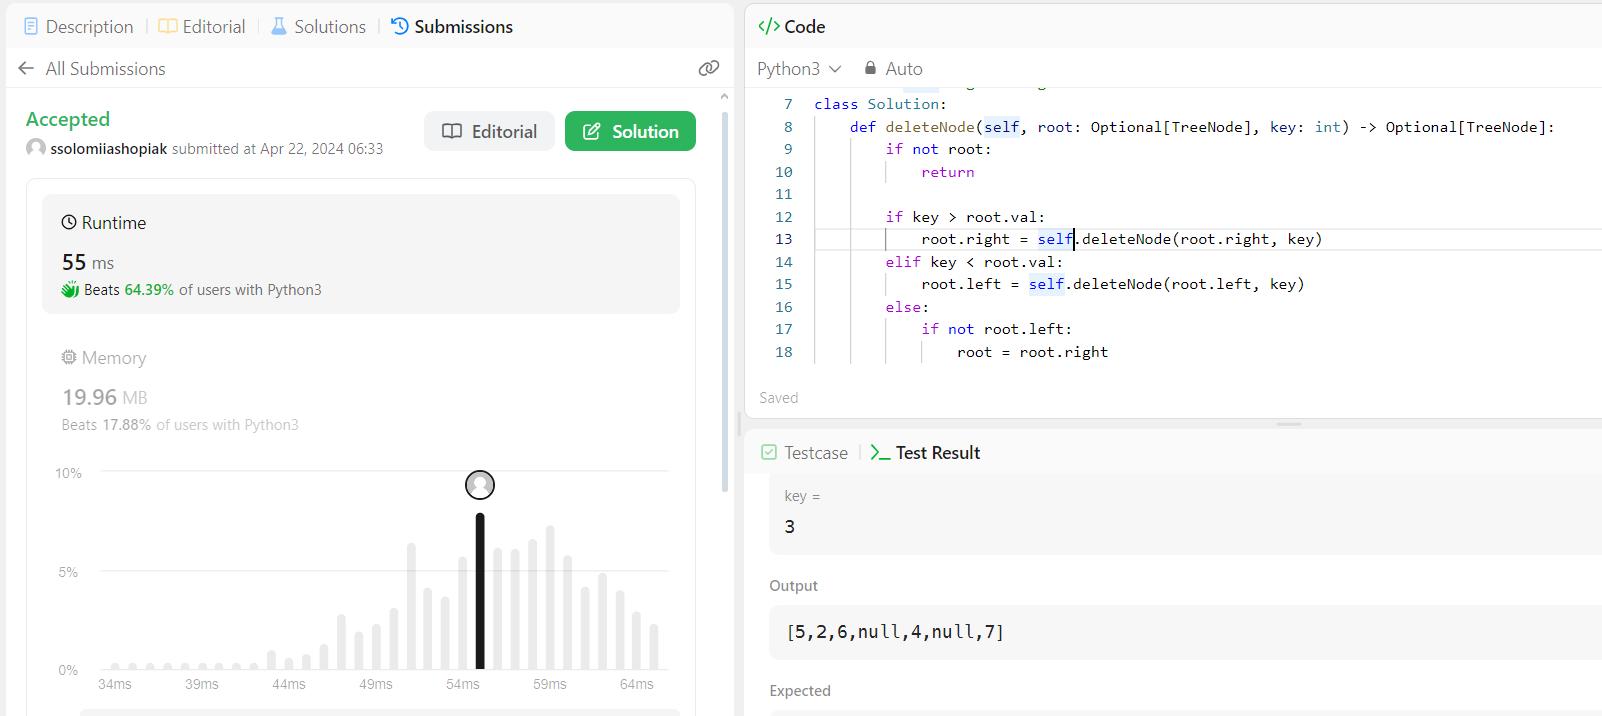 Description Editorial Solutions Submissions
All Submissions
Accepted
ssolomiiashopiak submitted at Apr 22, 2024 06:33
Editorial Solution
Runtime
55 ms
Beats 64.39% of users with Python3
Memory
19.96 MB
Beats 17.88% of users with Python3
10%
5%
0%
34ms 39ms 44ms 49ms 54ms 59ms 64ms
</> Code
Python3 Auto
7 class Solution:
8 def deleteNode(self, root: Optional[TreeNode], key: int) -> Optional[TreeNode]:
9 if not root:
10 return
11
12 if key > root.val:
13 root.right = self.deleteNode(root.right, key)
14 elif key < root.val:
15 root.left = self.deleteNode(root.left, key)
16 else:
17 if not root.left:
18 root = root.right
Saved
Testcase >_ Test Result
key =
3
Output
[5,2,6,null,4,null,7]
Expected